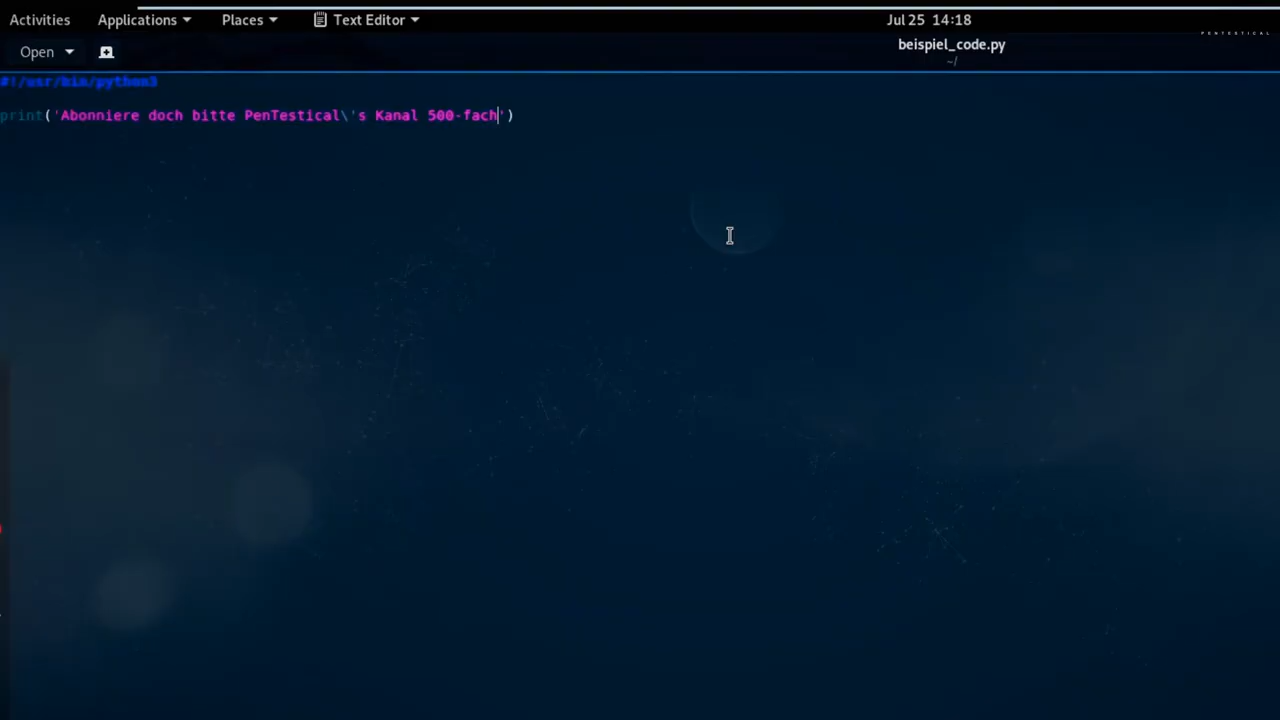 Activities Applications Places Text Editor Jul 25 14:18
PENTESTICAL
Open beispiel_code.py
~/
#!/usr/bin/python3
print('Abonniere doch bitte PenTestical\'s Kanal 500-fach')